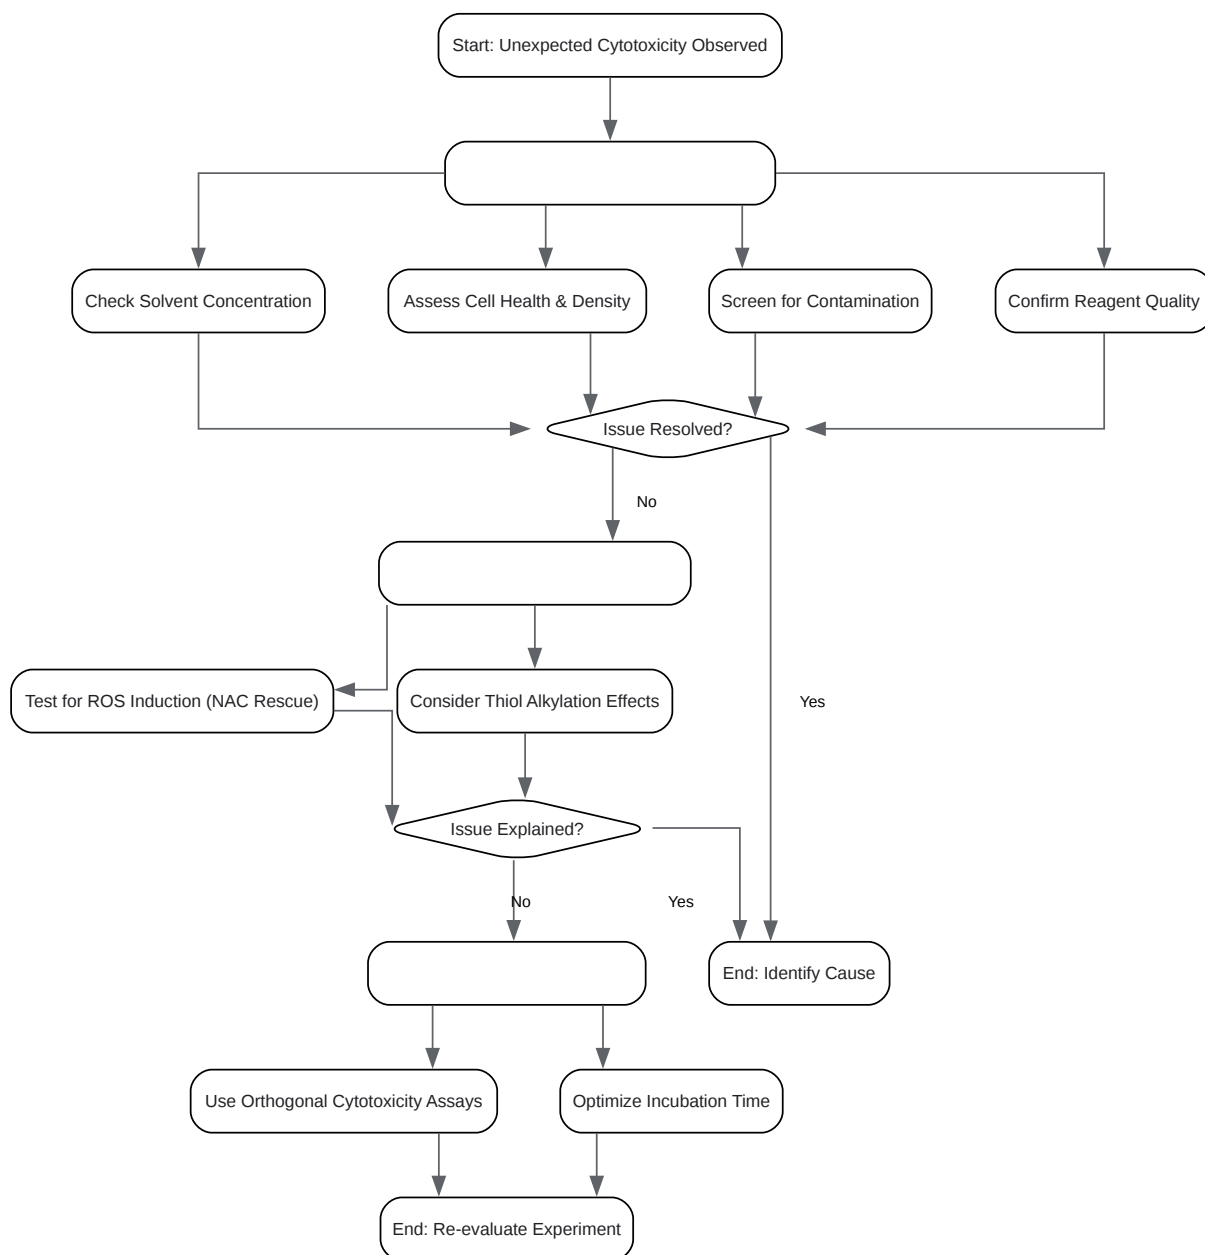 Start: Unexpected Cytotoxicity Observed
Check Solvent Concentration
Assess Cell Health & Density
Screen for Contamination
Confirm Reagent Quality
Issue Resolved?
No
Test for ROS Induction (NAC Rescue)
Consider Thiol Alkylation Effects
Yes
Issue Explained?
No
Yes
End: Identify Cause
Use Orthogonal Cytotoxicity Assays
Optimize Incubation Time
End: Re-evaluate Experiment